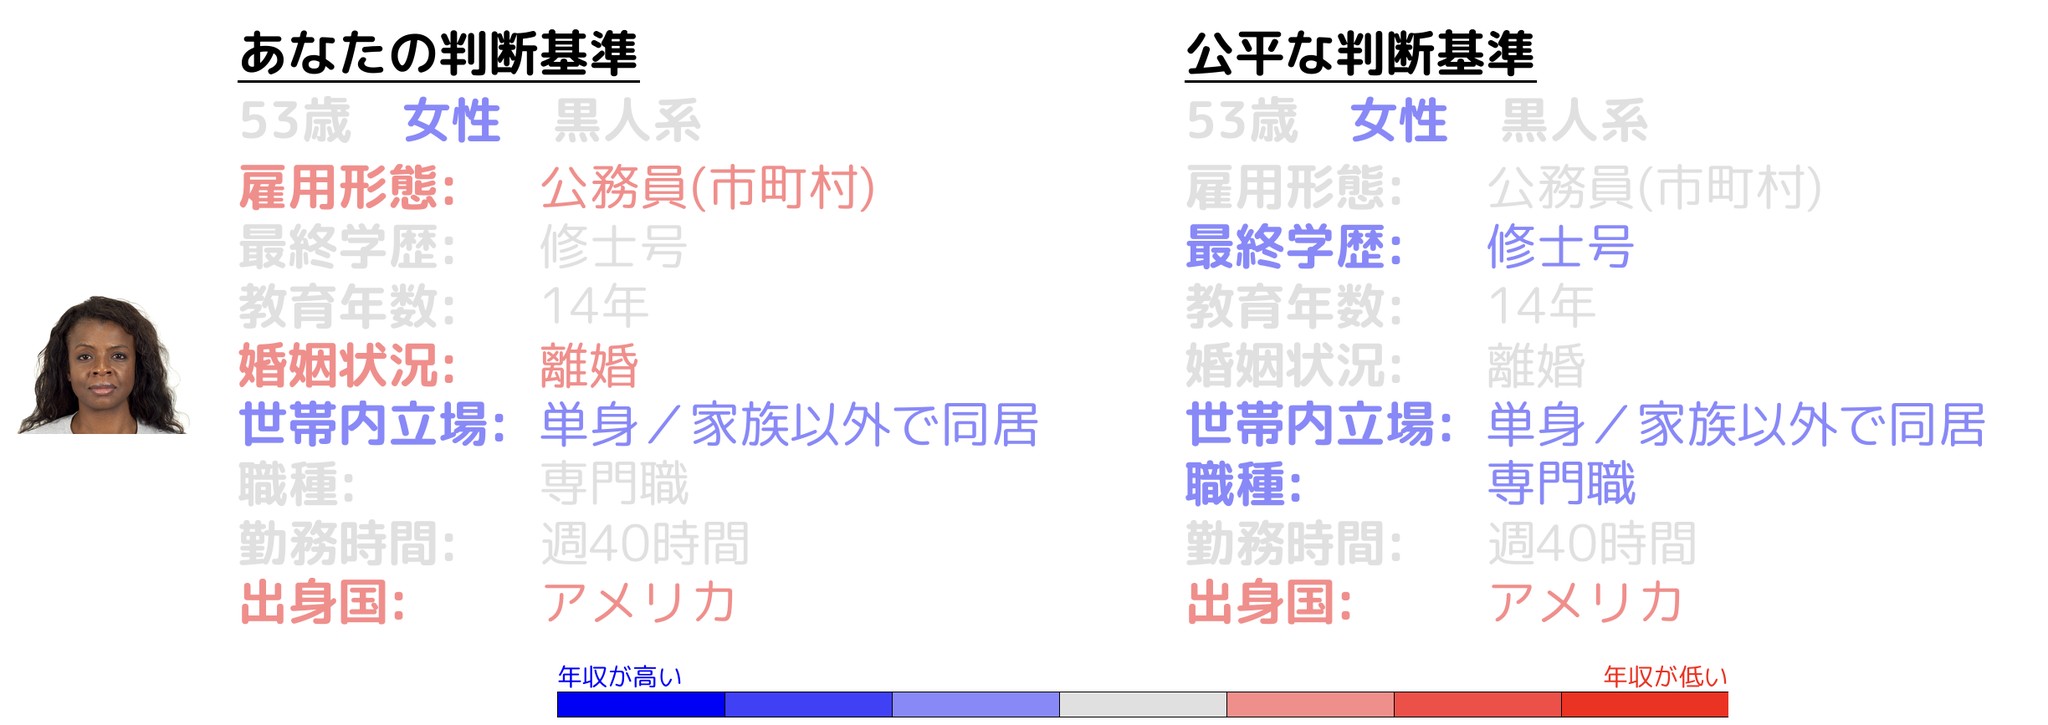 あなたの判断基準
53歳 女性 黒人系
雇用形態: 公務員(市町村)
最終学歴: 修士号
教育年数: 14年
婚姻状況: 離婚
世帯内立場: 単身／家族以外で同居
職種: 専門職
勤務時間: 週40時間
出身国: アメリカ
公平な判断基準
53歳 女性 黒人系
雇用形態: 公務員(市町村)
最終学歴: 修士号
教育年数: 14年
婚姻状況: 離婚
世帯内立場: 単身／家族以外で同居
職種: 専門職
勤務時間: 週40時間
出身国: アメリカ
年収が高い
年収が低い